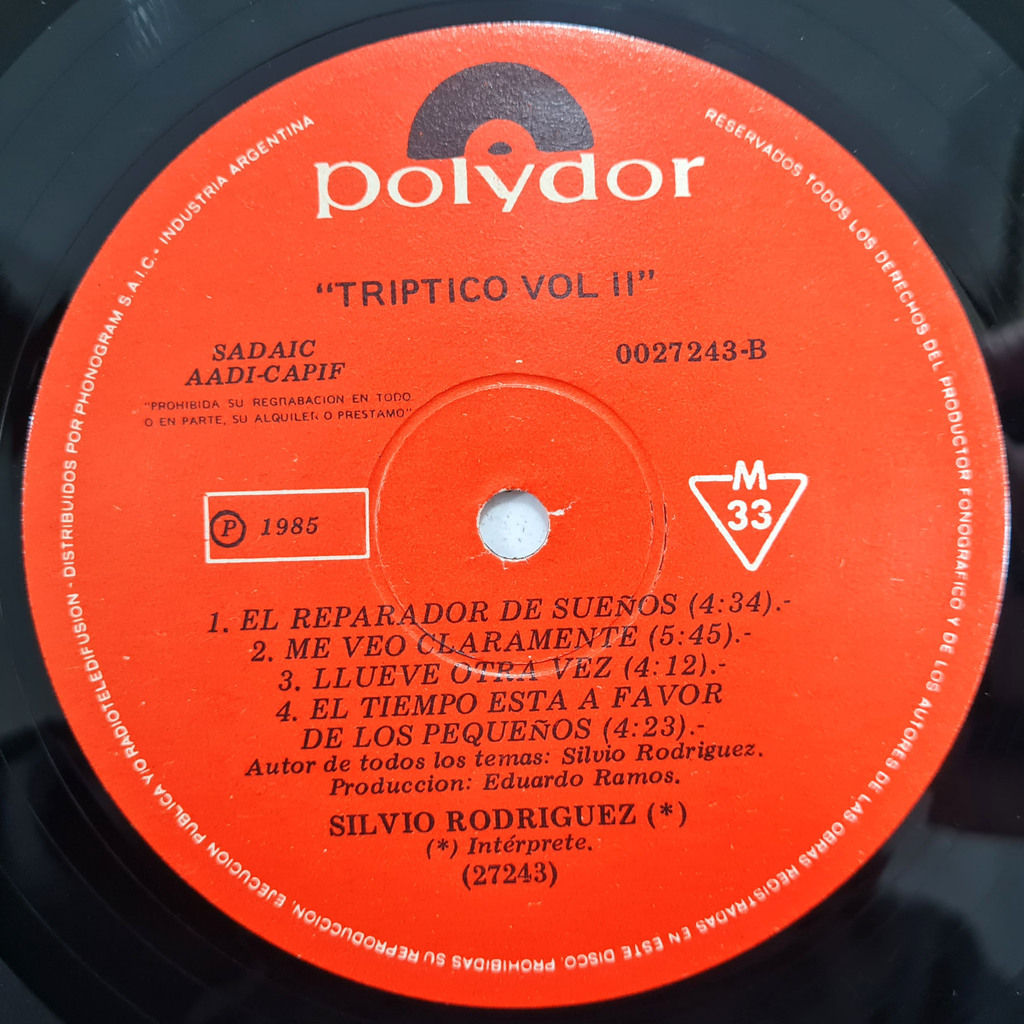 polydor
"TRIPTICO VOL II"
SADAIC
AADI-CAPIF
0027243-B
"PROHIBIDA SU REGRABACION EN TODO
O EN PARTE, SU ALQUILER O PRESTAMO"
P 1985
M
33
1. EL REPARADOR DE SUEÑOS (4:34).-
2. ME VEO CLARAMENTE (5:45).-
3. LLUEVE OTRA VEZ (4:12).-
4. EL TIEMPO ESTA A FAVOR
DE LOS PEQUEÑOS (4:23).-
Autor de todos los temas: Silvio Rodriguez.
Produccion: Eduardo Ramos.
SILVIO RODRIGUEZ (*)
(*) Intérprete.
(27243)
RESERVADOS TODOS LOS DERECHOS DEL PRODUCTOR FONOGRAFICO Y DE LOS AUTORES DE LAS OBRAS REGISTRADAS EN ESTE DISCO. PROHIBIDAS SU REPRODUCCION, EJECUCION PUBLICA Y/O RADIOTELEDIFUSION - DISTRIBUIDOS POR PHONOGRAM S.A.I.C. - INDUSTRIA ARGENTINA